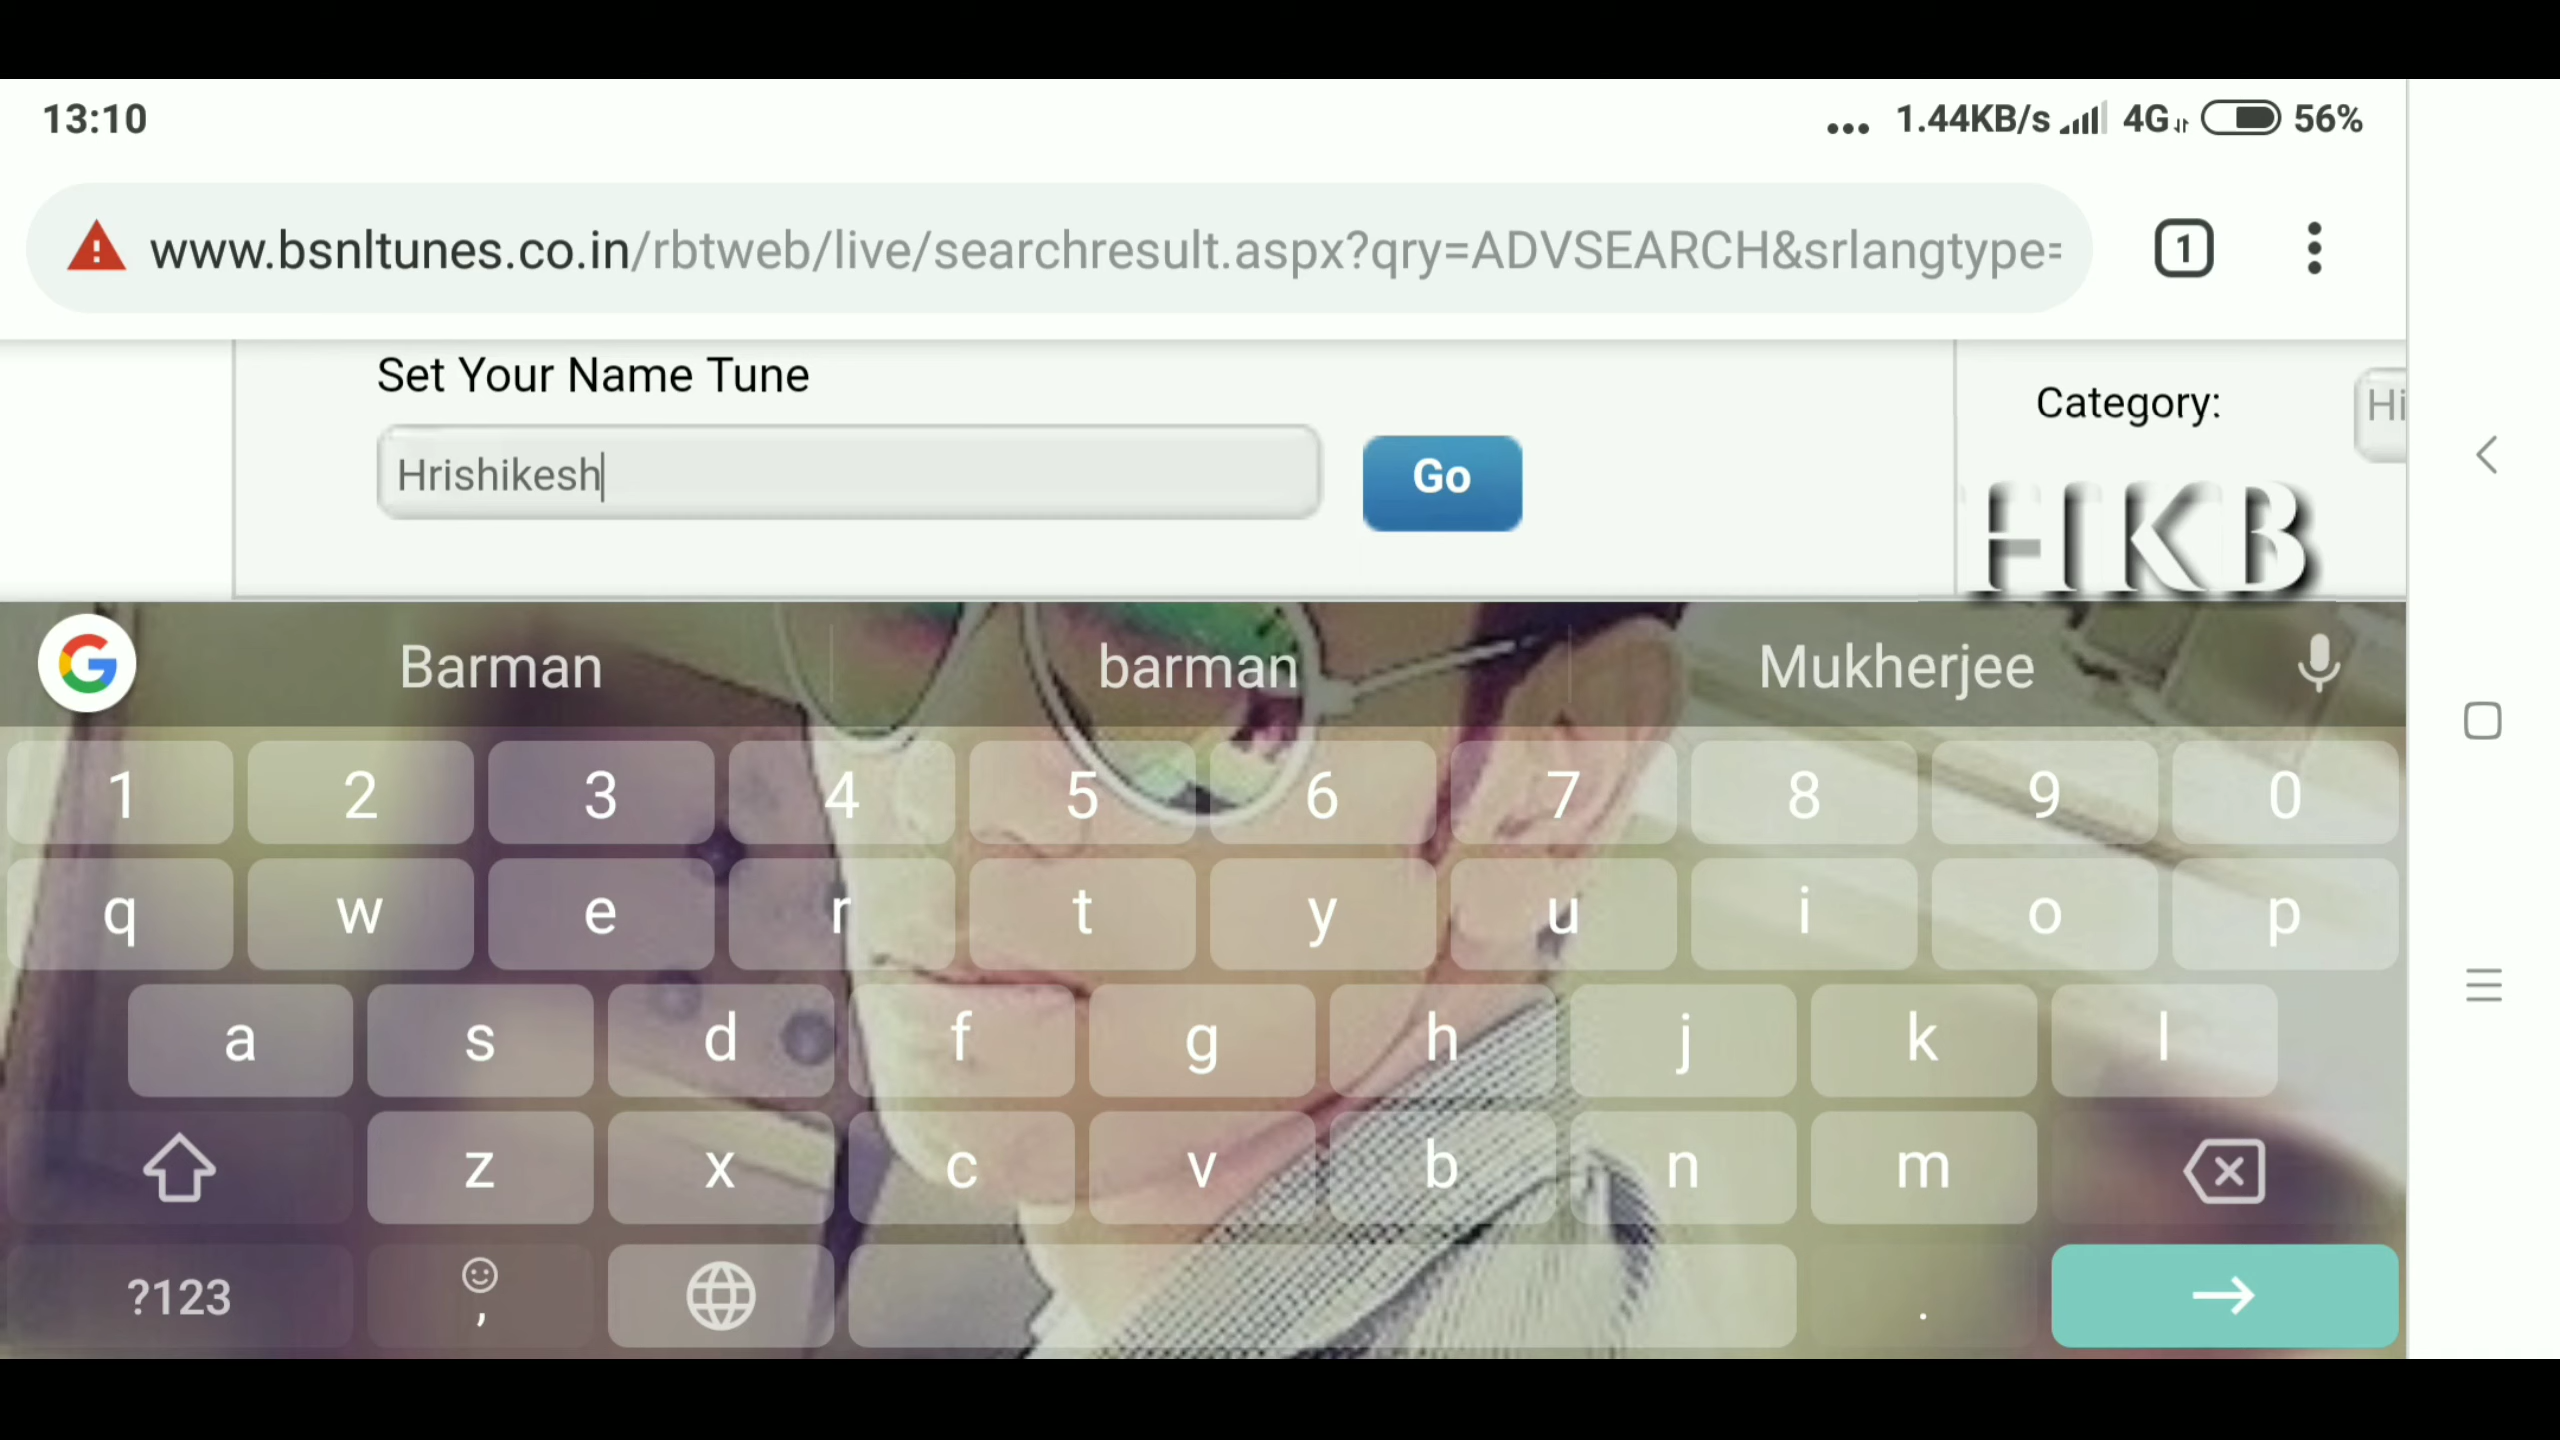 13:10
... 1.44KB/s 4G 56%
www.bsnltunes.co.in/rbtweb/live/searchresult.aspx?qry=ADVSEARCH&srlangtype=
1
Set Your Name Tune
Category:
Hi
Hrishikesh
Go
HKB
Barman barman Mukherjee
1 2 3 4 5 6 7 8 9 0
q w e r t y u i o p
a s d f g h j k l
z x c v b n m
?123 , .